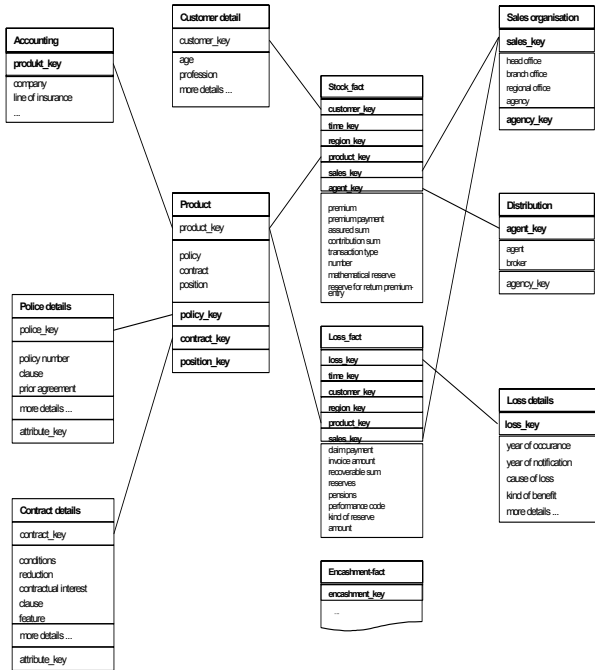 Accounting
produkt_key
company
line of insurance
...
Customer detail
customer_key
age
profession
more details ...
Sales organisation
sales_key
head office
branch office
regional office
agency
agency_key
Stock_fact
customer_key
time_key
region_key
product_key
sales_key
agent_key
premium
premium payment
assured sum
contribution sum
transaction type
number
mathematical reserve
reserve for return premium-
entry
Product
product_key
policy
contract
position
policy_key
contract_key
position_key
Distribution
agent_key
agent
broker
agency_key
Police details
police_key
policy number
clause
prior agreement
more details ...
attribute_key
Loss_fact
loss_key
time_key
customer_key
region_key
product_key
sales_key
claim payment
invoice amount
recoverable sum
reserves
pensions
performance code
kind of reserve
amount
Loss details
loss_key
year of occurance
year of notification
cause of loss
kind of benefit
more details ...
Contract details
contract_key
conditions
reduction
contractual interest
clause
feature
more details ...
attribute_key
Encashment-fact
encashment_key
...